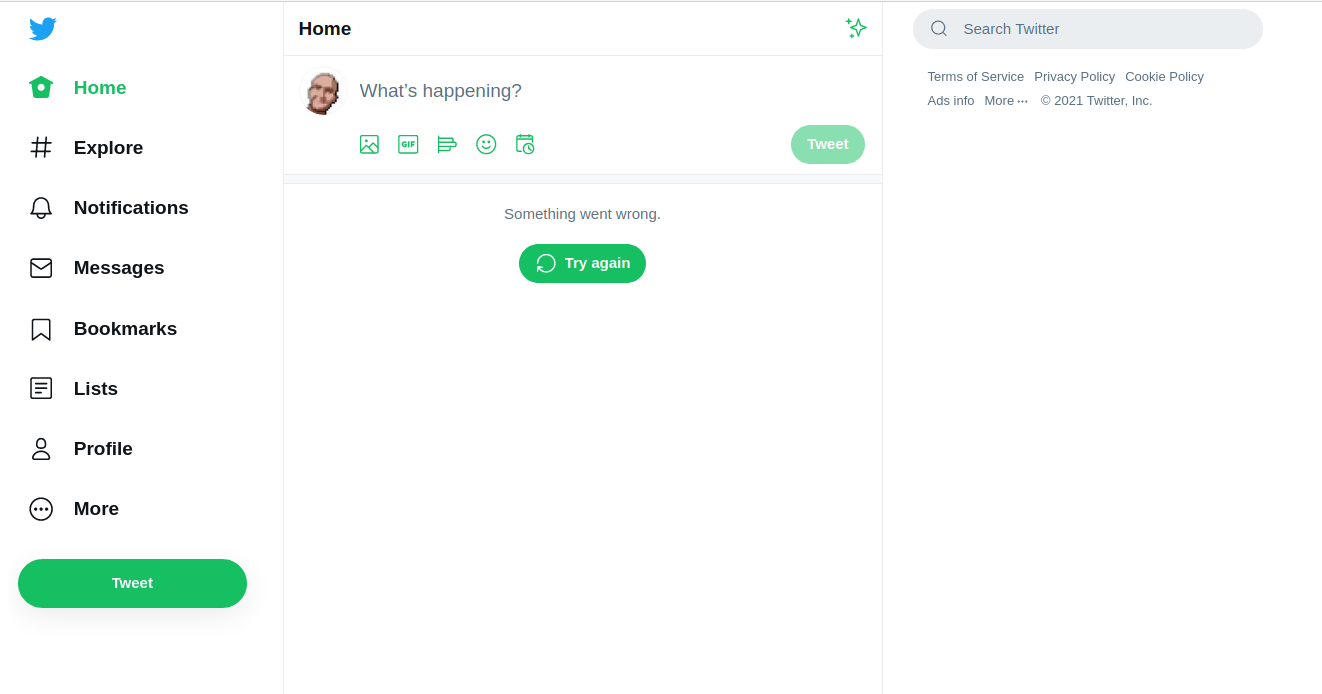 Home
Explore
Notifications
Messages
Bookmarks
Lists
Profile
More
Tweet
Home
What's happening?
GIF
Tweet
Something went wrong.
Try again
Search Twitter
Terms of Service Privacy Policy Cookie Policy
Ads info More ··· © 2021 Twitter, Inc.